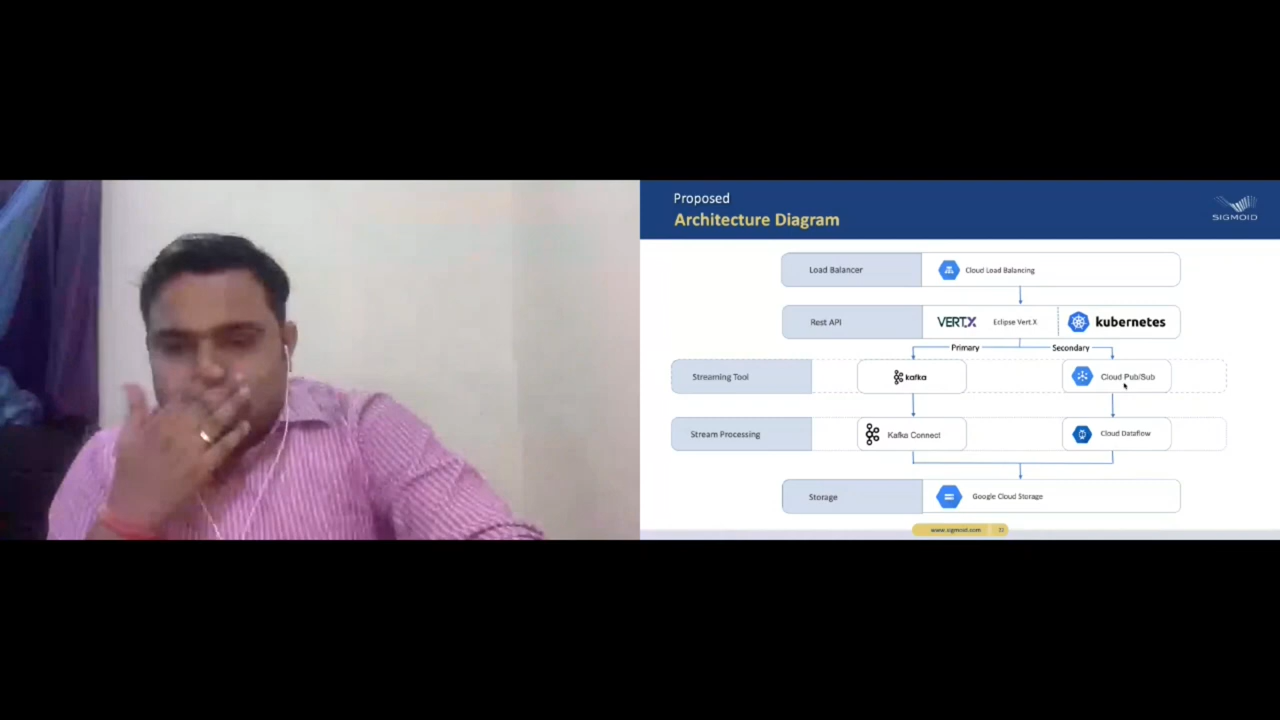 Proposed
Architecture Diagram
SIGMOID
Load Balancer
Cloud Load Balancing
Rest API
VERT.X
Eclipse Vert.X
kubernetes
Primary
Secondary
Streaming Tool
kafka
Cloud Pub/Sub
Stream Processing
Kafka Connect
Cloud Dataflow
Storage
Google Cloud Storage
www.sigmoid.com